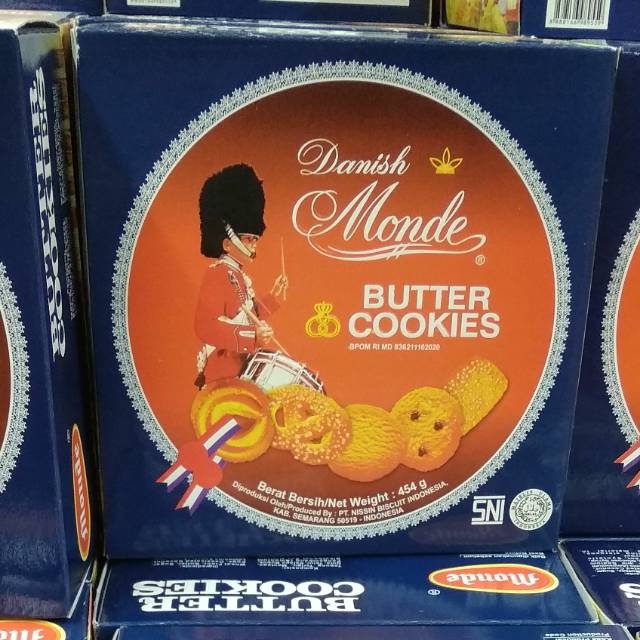 Danish
Monde
®
BUTTER
COOKIES
BPOM RI MD 836211102020
Berat Bersih/Net Weight : 454 g
Diproduksi Oleh/Produced By : PT. NISSIN BISCUIT INDONESIA.
KAB. SEMARANG 50519 - INDONESIA
SNI
Monde
BUTTER
COOKIES
Monde
®